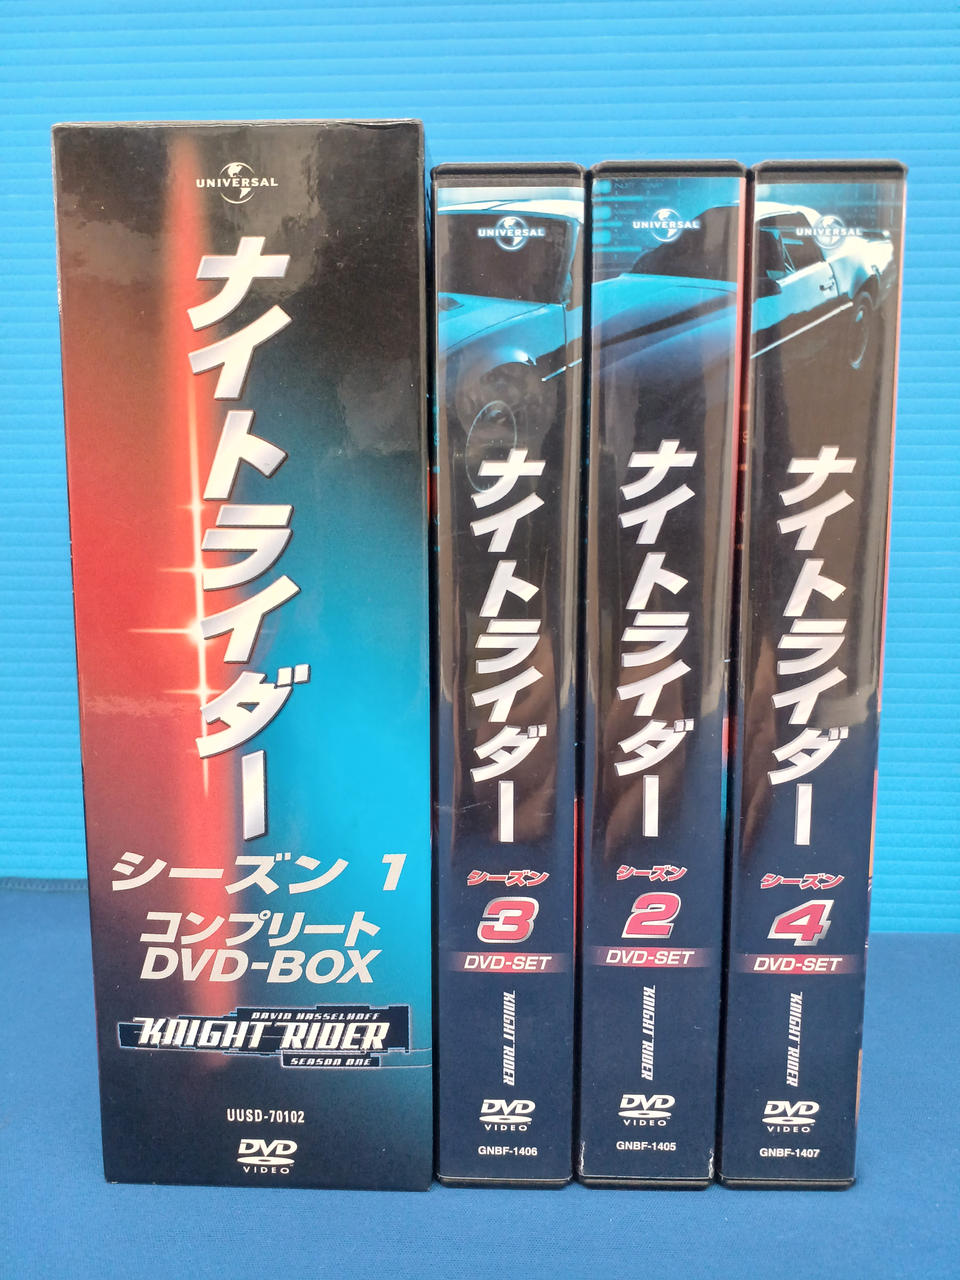 UNIVERSAL
ナイトライダー
シーズン 1
コンプリート
DVD-BOX
DAVID HASSELHOFF
KNIGHT RIDER
SEASON ONE
UUSD-70102
DVD
VIDEO
UNIVERSAL
ナイトライダー
シーズン
3
DVD-SET
KNIGHT RIDER
DVD
VIDEO
GNBF-1406
UNIVERSAL
ナイトライダー
シーズン
2
DVD-SET
KNIGHT RIDER
DVD
VIDEO
GNBF-1405
UNIVERSAL
ナイトライダー
シーズン
4
DVD-SET
KNIGHT RIDER
DVD
VIDEO
GNBF-1407